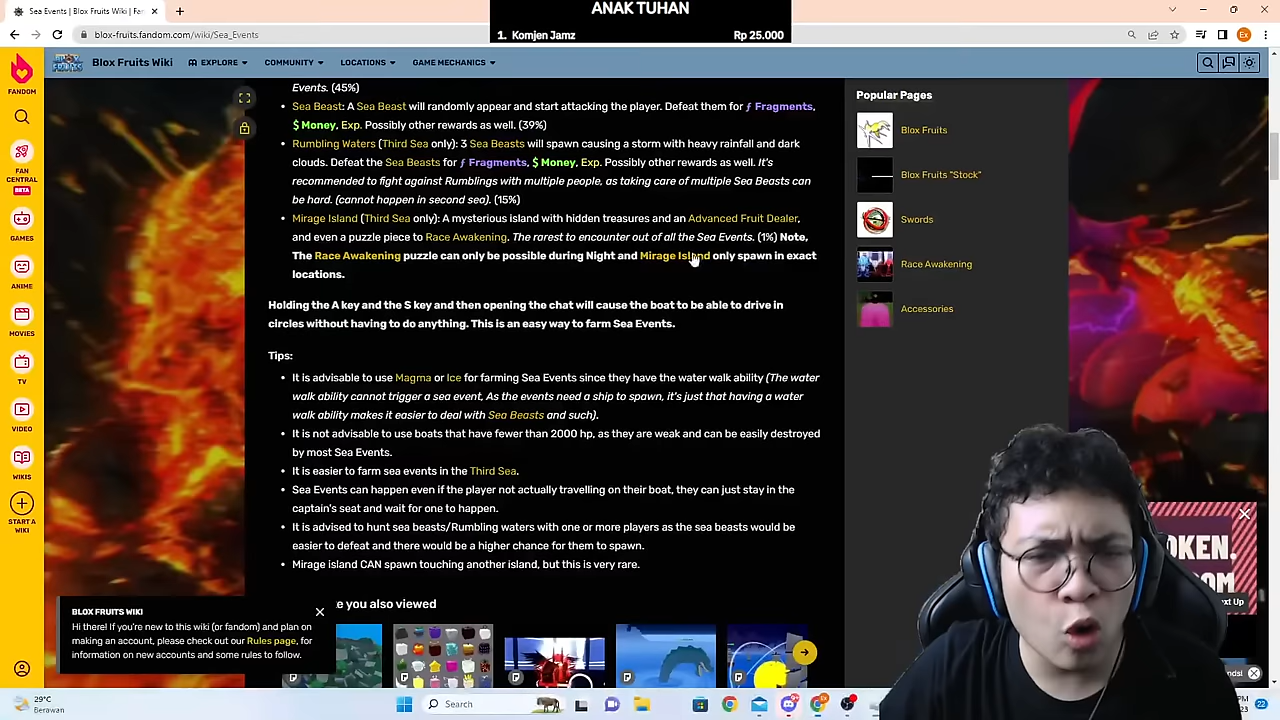 ANAK TUHAN
1. Komjen Jamz Rp 25.000
Sea Events | Blox Fruits Wiki | Fan
blox-fruits.fandom.com/wiki/Sea_Events
Ex
FANDOM
Blox Fruits Wiki
EXPLORE
COMMUNITY
LOCATIONS
GAME MECHANICS
FAN
CENTRAL
BETA
GAMES
ANIME
MOVIES
TV
VIDEO
WIKIS
START A
WIKI
Events. (45%)
Sea Beast: A Sea Beast will randomly appear and start attacking the player. Defeat them for ƒ Fragments,
$ Money, Exp. Possibly other rewards as well. (39%)
Rumbling Waters (Third Sea only): 3 Sea Beasts will spawn causing a storm with heavy rainfall and dark
clouds. Defeat the Sea Beasts for ƒ Fragments, $ Money, Exp. Possibly other rewards as well. It's
recommended to fight against Rumblings with multiple people, as taking care of multiple Sea Beasts can
be hard. (cannot happen in second sea). (15%)
Mirage Island (Third Sea only): A mysterious island with hidden treasures and an Advanced Fruit Dealer,
and even a puzzle piece to Race Awakening. The rarest to encounter out of all the Sea Events. (1%) Note,
The Race Awakening puzzle can only be possible during Night and Mirage Island only spawn in exact
locations.
Holding the A key and the S key and then opening the chat will cause the boat to be able to drive in
circles without having to do anything. This is an easy way to farm Sea Events.
Tips:
It is advisable to use Magma or Ice for farming Sea Events since they have the water walk ability (The water
walk ability cannot trigger a sea event, As the events need a ship to spawn, it's just that having a water
walk ability makes it easier to deal with Sea Beasts and such).
It is not advisable to use boats that have fewer than 2000 hp, as they are weak and can be easily destroyed
by most Sea Events.
It is easier to farm sea events in the Third Sea.
Sea Events can happen even if the player not actually travelling on their boat, they can just stay in the
captain's seat and wait for one to happen.
It is advised to hunt sea beasts/Rumbling waters with one or more players as the sea beasts would be
easier to defeat and there would be a higher chance for them to spawn.
Mirage island CAN spawn touching another island, but this is very rare.
e you also viewed
Popular Pages
Blox Fruits
Blox Fruits "Stock"
Swords
Race Awakening
Accessories
BLOX FRUITS WIKI
Hi there! If you're new to this wiki (or fandom) and plan on
making an account, please check out our Rules page, for
information on new accounts and some rules to follow.
OKEN.
OM
xt Up
29°C
Berawan
Search
22